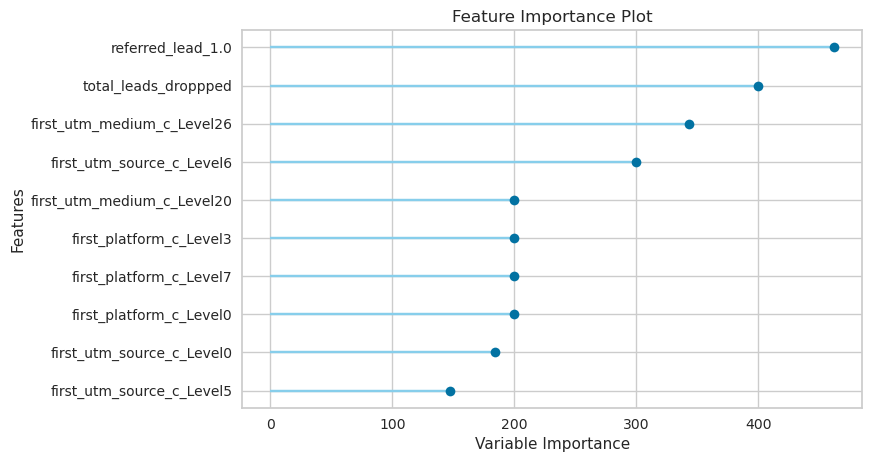 Feature Importance Plot
referred_lead_1.0
total_leads_droppped
first_utm_medium_c_Level26
first_utm_source_c_Level6
first_utm_medium_c_Level20
first_platform_c_Level3
first_platform_c_Level7
first_platform_c_Level0
first_utm_source_c_Level0
first_utm_source_c_Level5
Features
0 100 200 300 400
Variable Importance